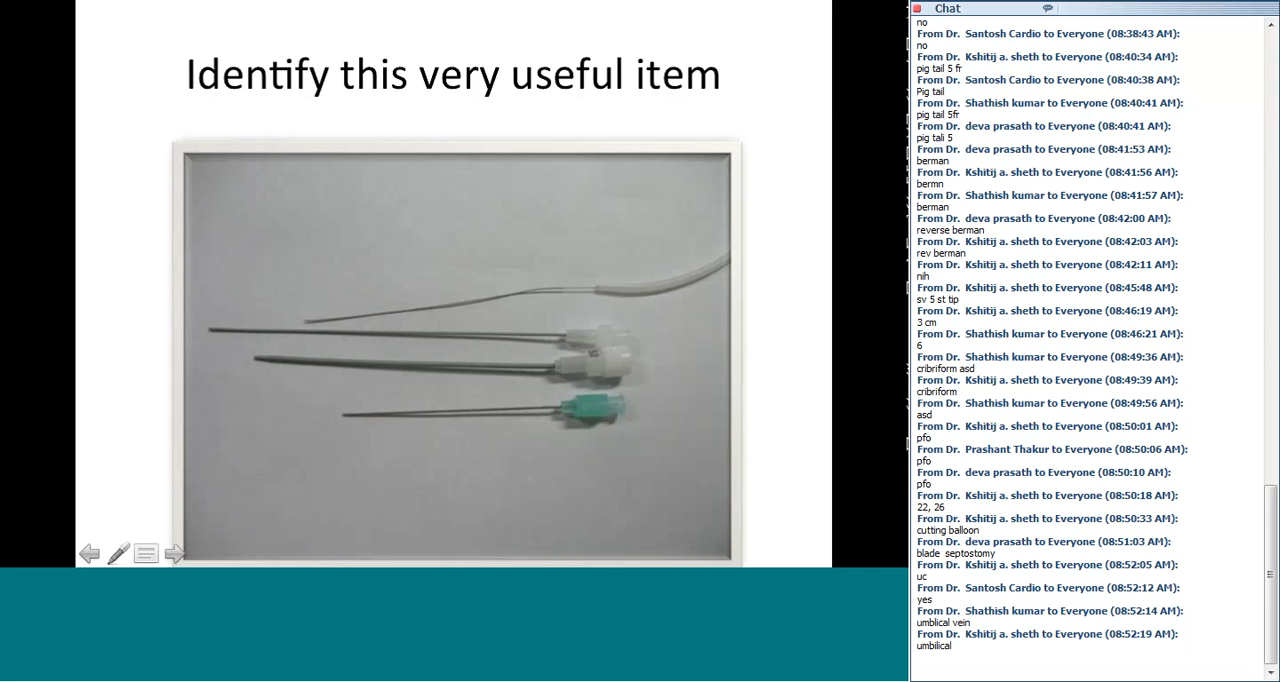 Identify this very useful item
Chat
no
From Dr. Santosh Cardio to Everyone (08:38:43 AM):
no
From Dr. Kshitij a. sheth to Everyone (08:40:34 AM):
pig tail 5 fr
From Dr. Santosh Cardio to Everyone (08:40:38 AM):
Pig tail
From Dr. Shathish kumar to Everyone (08:40:41 AM):
pig tail 5fr
From Dr. deva prasath to Everyone (08:40:41 AM):
pig tali 5
From Dr. deva prasath to Everyone (08:41:53 AM):
berman
From Dr. Kshitij a. sheth to Everyone (08:41:56 AM):
bermn
From Dr. Shathish kumar to Everyone (08:41:57 AM):
berman
From Dr. deva prasath to Everyone (08:42:00 AM):
reverse berman
From Dr. Kshitij a. sheth to Everyone (08:42:03 AM):
rev berman
From Dr. Kshitij a. sheth to Everyone (08:42:11 AM):
nih
From Dr. Kshitij a. sheth to Everyone (08:45:48 AM):
sv 5 st tip
From Dr. Kshitij a. sheth to Everyone (08:46:19 AM):
3 cm
From Dr. Shathish kumar to Everyone (08:46:21 AM):
6
From Dr. Shathish kumar to Everyone (08:49:36 AM):
cribriform asd
From Dr. Kshitij a. sheth to Everyone (08:49:39 AM):
cribriform
From Dr. Shathish kumar to Everyone (08:49:56 AM):
asd
From Dr. Kshitij a. sheth to Everyone (08:50:01 AM):
pfo
From Dr. Prashant Thakur to Everyone (08:50:06 AM):
pfo
From Dr. deva prasath to Everyone (08:50:10 AM):
pfo
From Dr. Kshitij a. sheth to Everyone (08:50:18 AM):
22, 26
From Dr. Kshitij a. sheth to Everyone (08:50:33 AM):
cutting balloon
From Dr. deva prasath to Everyone (08:51:03 AM):
blade septostomy
From Dr. Kshitij a. sheth to Everyone (08:52:05 AM):
uc
From Dr. Santosh Cardio to Everyone (08:52:12 AM):
yes
From Dr. Shathish kumar to Everyone (08:52:14 AM):
umblical vein
From Dr. Kshitij a. sheth to Everyone (08:52:19 AM):
umbilical